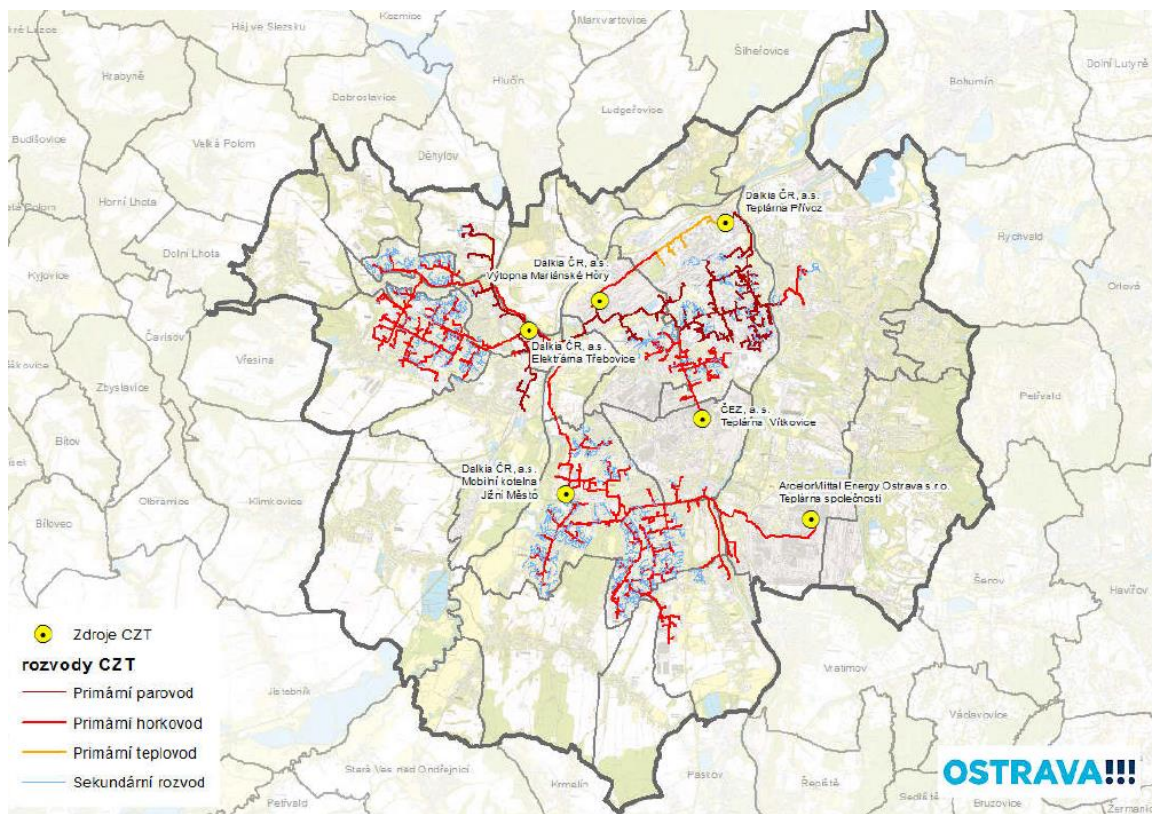 Kozmice
Markvartovice
Háj ve Slezsku
Šilheřovice
Hrabyně
Hlučín
Bohumín
Dolní Lutyně
Dobroslavice
Ludgeřovice
Budišovice
Velká Polom
Děhylov
Horní Lhota
Dalkia ČR, a.s.
Teplárna Přívoz
Dolní Lhota
Rychvald
Kyjovice
Dalkia ČR, a.s.
Výtopna Mariánské Hory
Orlová
Čavisov
Dalkia ČR, a.s.
Elektrárna Třebovice
Vřesina
Zbyslavice
Petřvald
ČEZ, a. s.
Teplárna Vítkovice
Bítov
Dalkia ČR, a.s.
Mobilní kotelna
Jižní Město
ArcelorMittal Energy Ostrava s.r.o.
Teplárna společnosti
Olbramice
Klimkovice
Bílovec
Šenov
Havířov
Zdroje CZT
rozvody CZT
Vratimov
Primární parovod
Jistebník
Primární horkovod
Václavovice
Primární teplovod
Stará Ves nad Ondřejnicí
Sekundární rozvod
Krmelín
Paskov
Řepiště
OSTRAVA!!!
Petřvald
Sedliště
Bruzovice